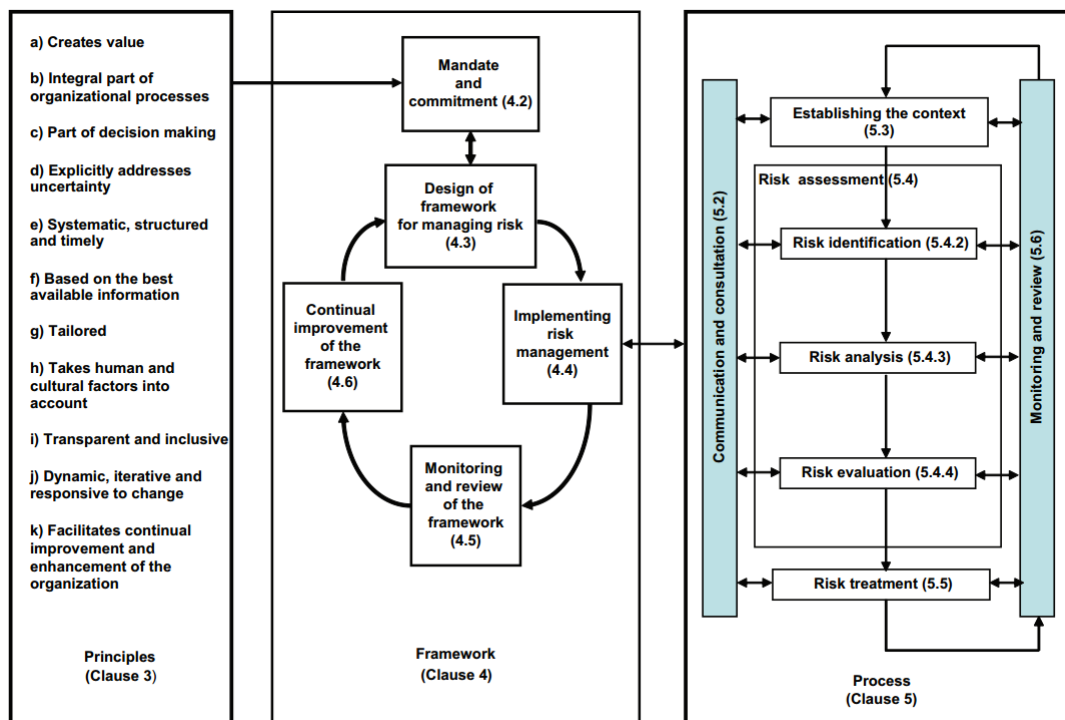 a) Creates value
b) Integral part of
organizational processes
c) Part of decision making
d) Explicitly addresses
uncertainty
e) Systematic, structured
and timely
f) Based on the best
available information
g) Tailored
h) Takes human and
cultural factors into
account
i) Transparent and inclusive
j) Dynamic, iterative and
responsive to change
k) Facilitates continual
improvement and
enhancement of the
organization
Principles
(Clause 3)
Mandate
and
commitment (4.2)
Design of
framework
for managing risk
(4.3)
Continual
improvement
of the
framework
(4.6)
Implementing
risk
management
(4.4)
Monitoring
and review
of the
framework
(4.5)
Framework
(Clause 4)
Communication and consultation (5.2)
Establishing the context
(5.3)
Risk assessment (5.4)
Risk identification (5.4.2)
Risk analysis (5.4.3)
Risk evaluation (5.4.4)
Risk treatment (5.5)
Monitoring and review (5.6)
Process
(Clause 5)